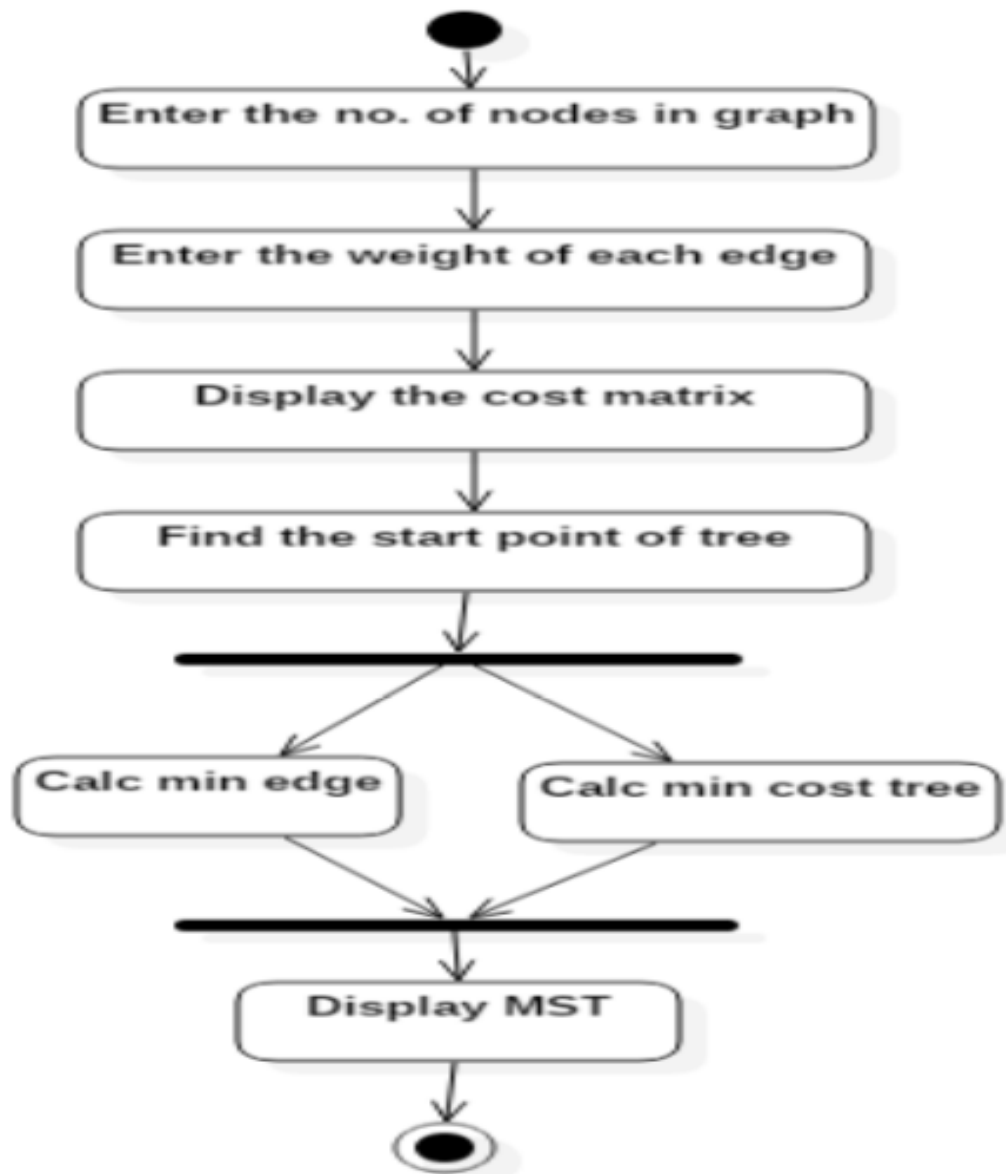 Enter the no. of nodes in graph
Enter the weight of each edge
Display the cost matrix
Find the start point of tree
Calc min edge
Calc min cost tree
Display MST